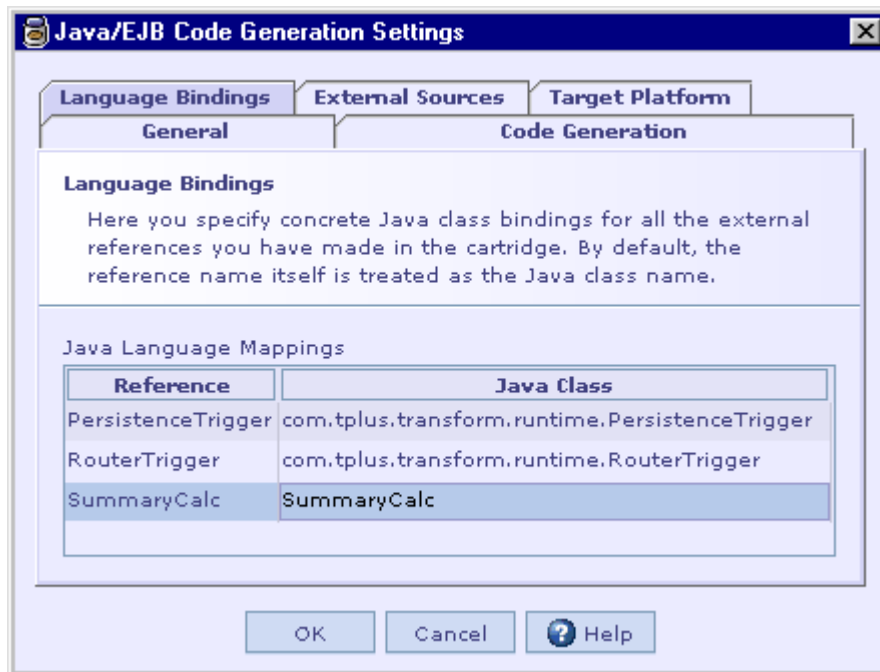 Java/EJB Code Generation Settings
Language Bindings External Sources Target Platform
General Code Generation
Language Bindings
Here you specify concrete Java class bindings for all the external
references you have made in the cartridge. By default, the
reference name itself is treated as the Java class name.
Java Language Mappings
Reference Java Class
PersistenceTrigger com.tplus.transform.runtime.PersistenceTrigger
RouterTrigger com.tplus.transform.runtime.RouterTrigger
SummaryCalc SummaryCalc
OK Cancel ? Help